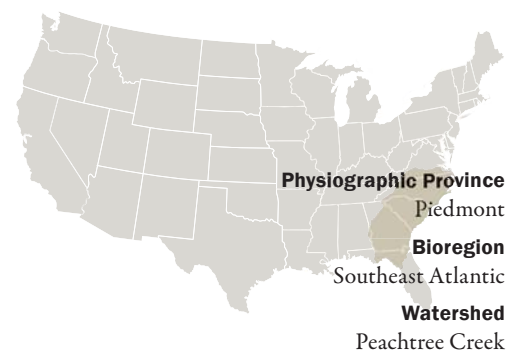 Physiographic Province
Piedmont
Bioregion
Southeast Atlantic
Watershed
Peachtree Creek